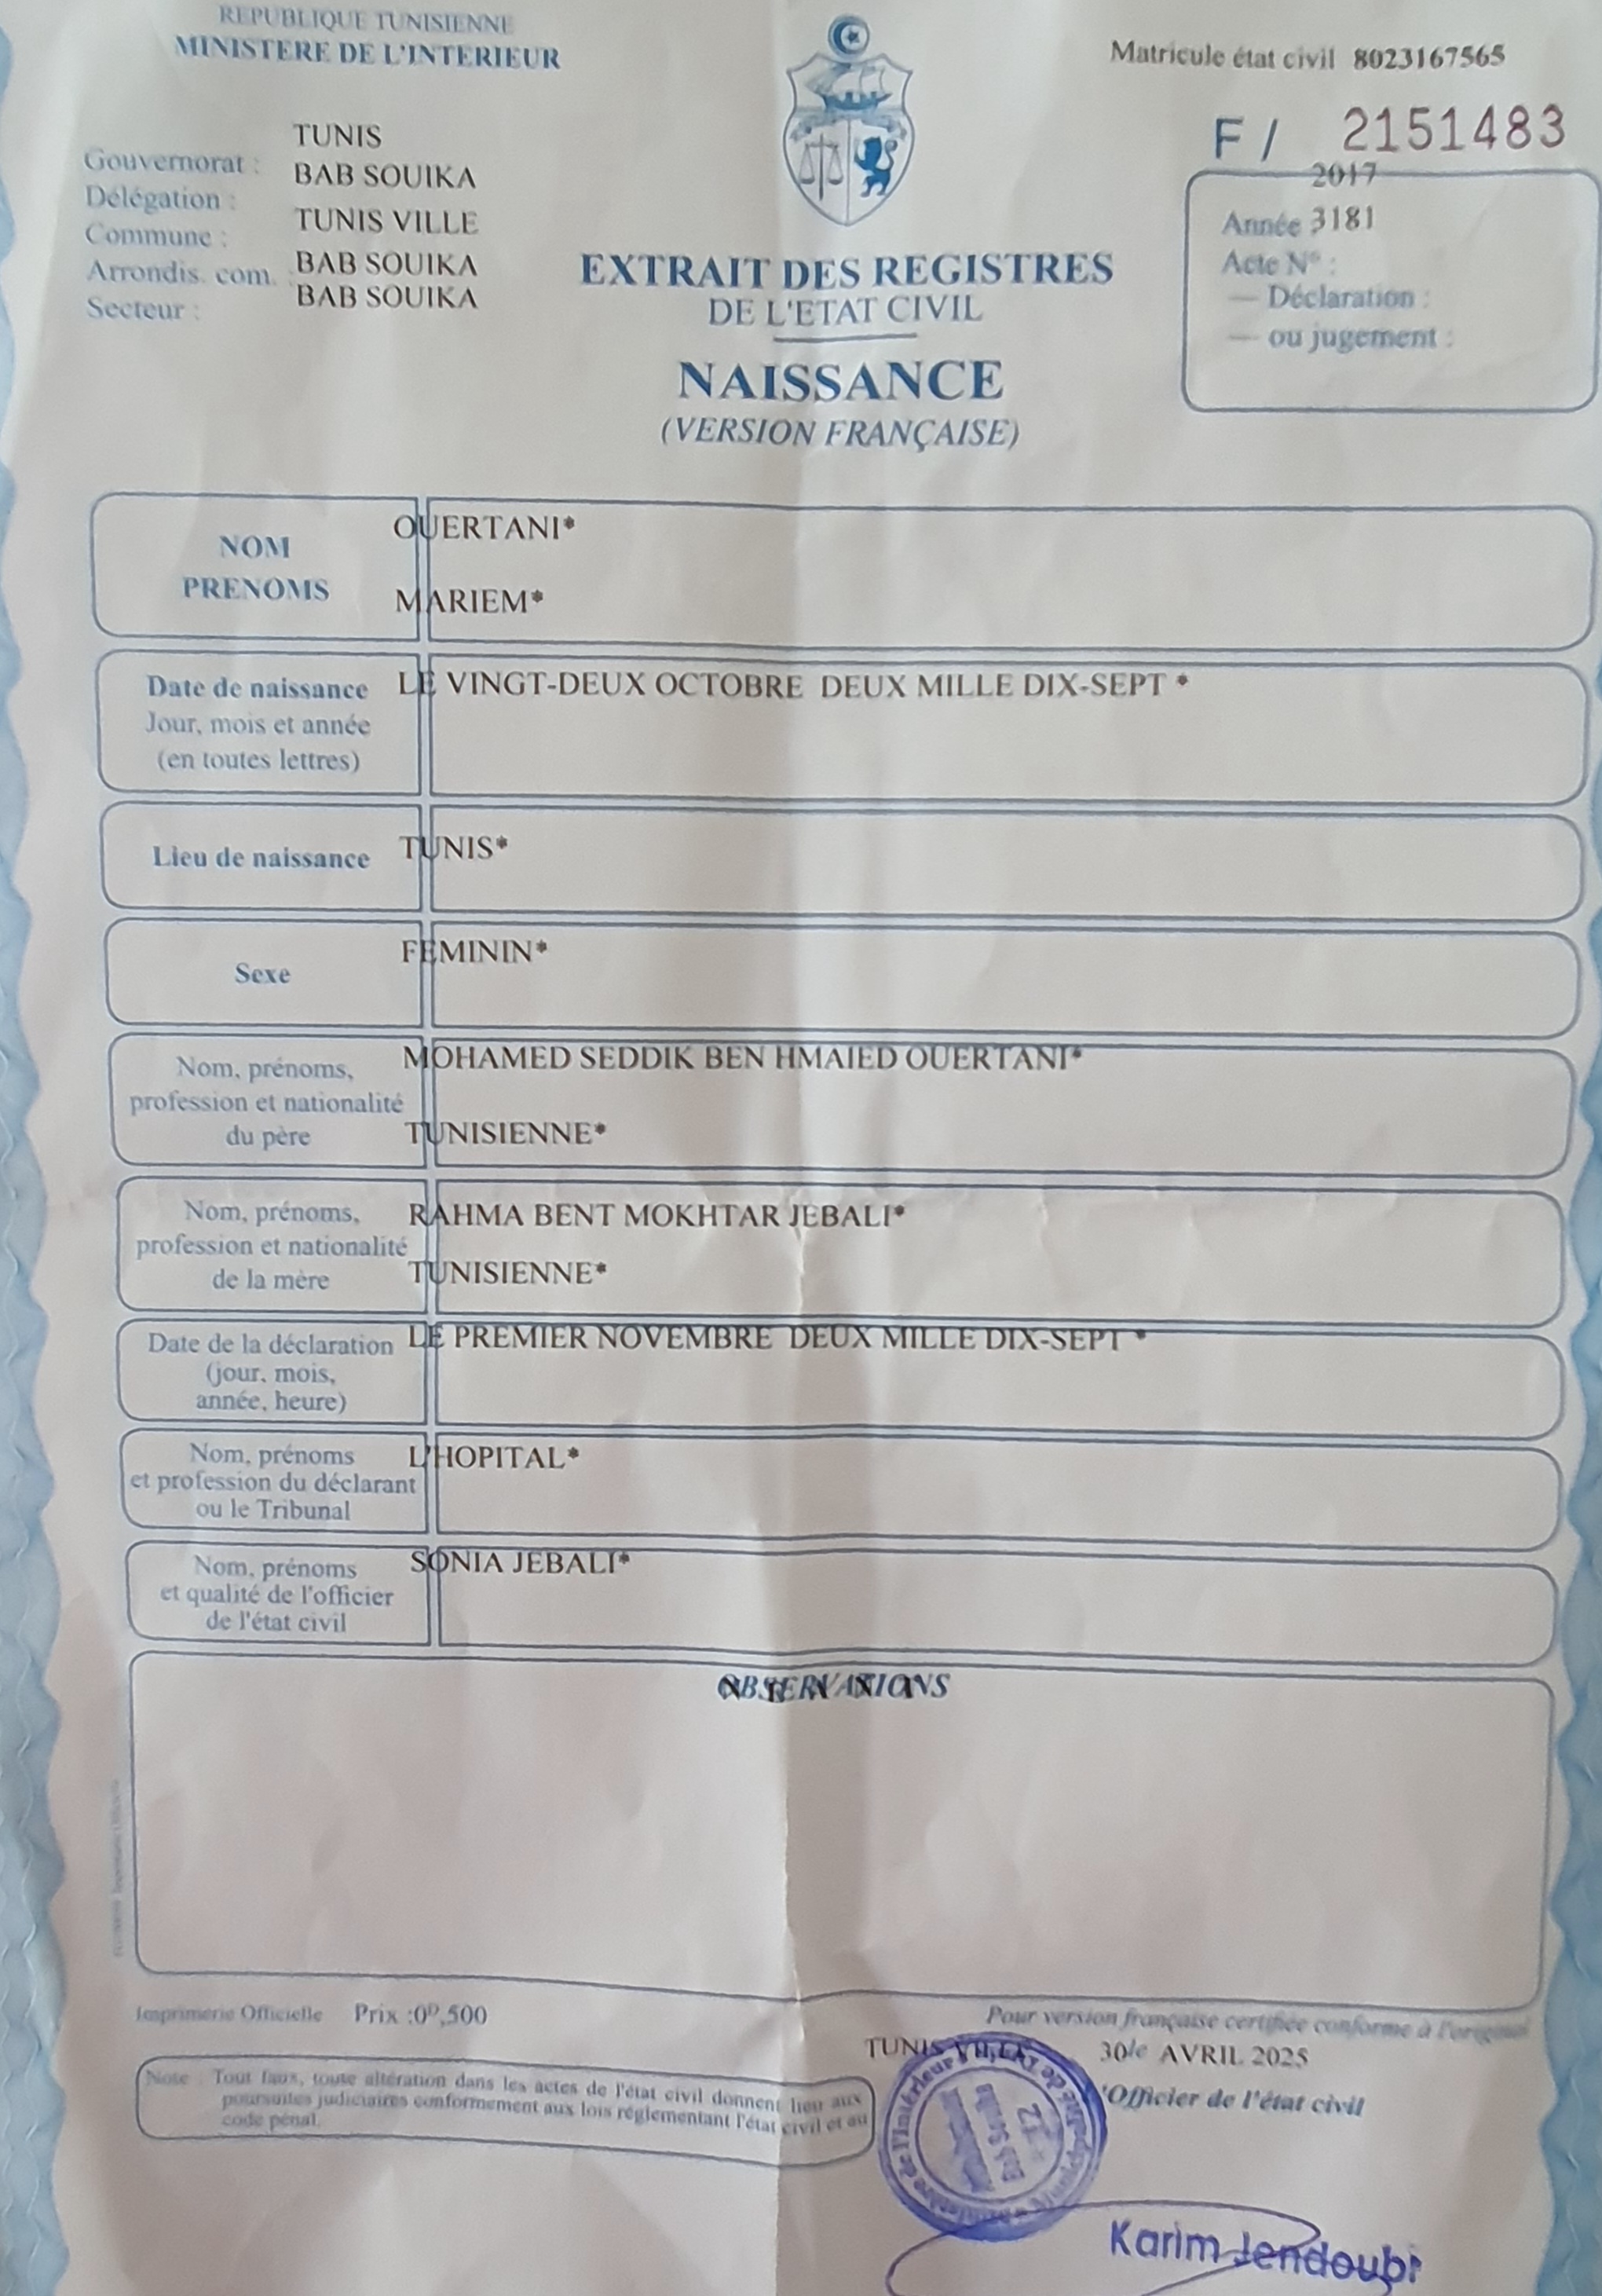 REPUBLIQUE TUNISIENNE
MINISTERE DE L'INTERIEUR
Matricule état civil 8023167565
F / 2151483
Gouvernorat : TUNIS
Délégation : BAB SOUIKA
Commune : TUNIS VILLE
Arrondis. com. : BAB SOUIKA
Secteur : BAB SOUIKA
2017
Année 3181
Acte N° :
— Déclaration :
— ou jugement :
EXTRAIT DES REGISTRES
DE L'ETAT CIVIL
NAISSANCE
(VERSION FRANÇAISE)
NOM
PRENOMS
OUERTANI*
MARIEM*
Date de naissance
Jour, mois et année
(en toutes lettres)
LE VINGT-DEUX OCTOBRE DEUX MILLE DIX-SEPT *
Lieu de naissance
TUNIS*
Sexe
FEMININ*
Nom, prénoms,
profession et nationalité
du père
MOHAMED SEDDIK BEN HMAIED OUERTANI*
TUNISIENNE*
Nom, prénoms,
profession et nationalité
de la mère
RAHMA BENT MOKHTAR JEBALI*
TUNISIENNE*
Date de la déclaration
(jour, mois,
année, heure)
LE PREMIER NOVEMBRE DEUX MILLE DIX-SEPT *
Nom, prénoms
et profession du déclarant
ou le Tribunal
L'HOPITAL*
Nom, prénoms
et qualité de l'officier
de l'état civil
SONIA JEBALI*
OBSERVATIONS
Imprimerie Officielle Prix :0ᴰ,500
Pour version française certifiée conforme à l'original
TUNIS VILLE 30 le AVRIL 2025
'Officier de l'état civil
Note : Tout faux, toute altération dans les actes de l'état civil donnent lieu aux
poursuites judiciaires conformement aux lois réglementant l'état civil et au
code pénal.
22
Karim Jendoubi